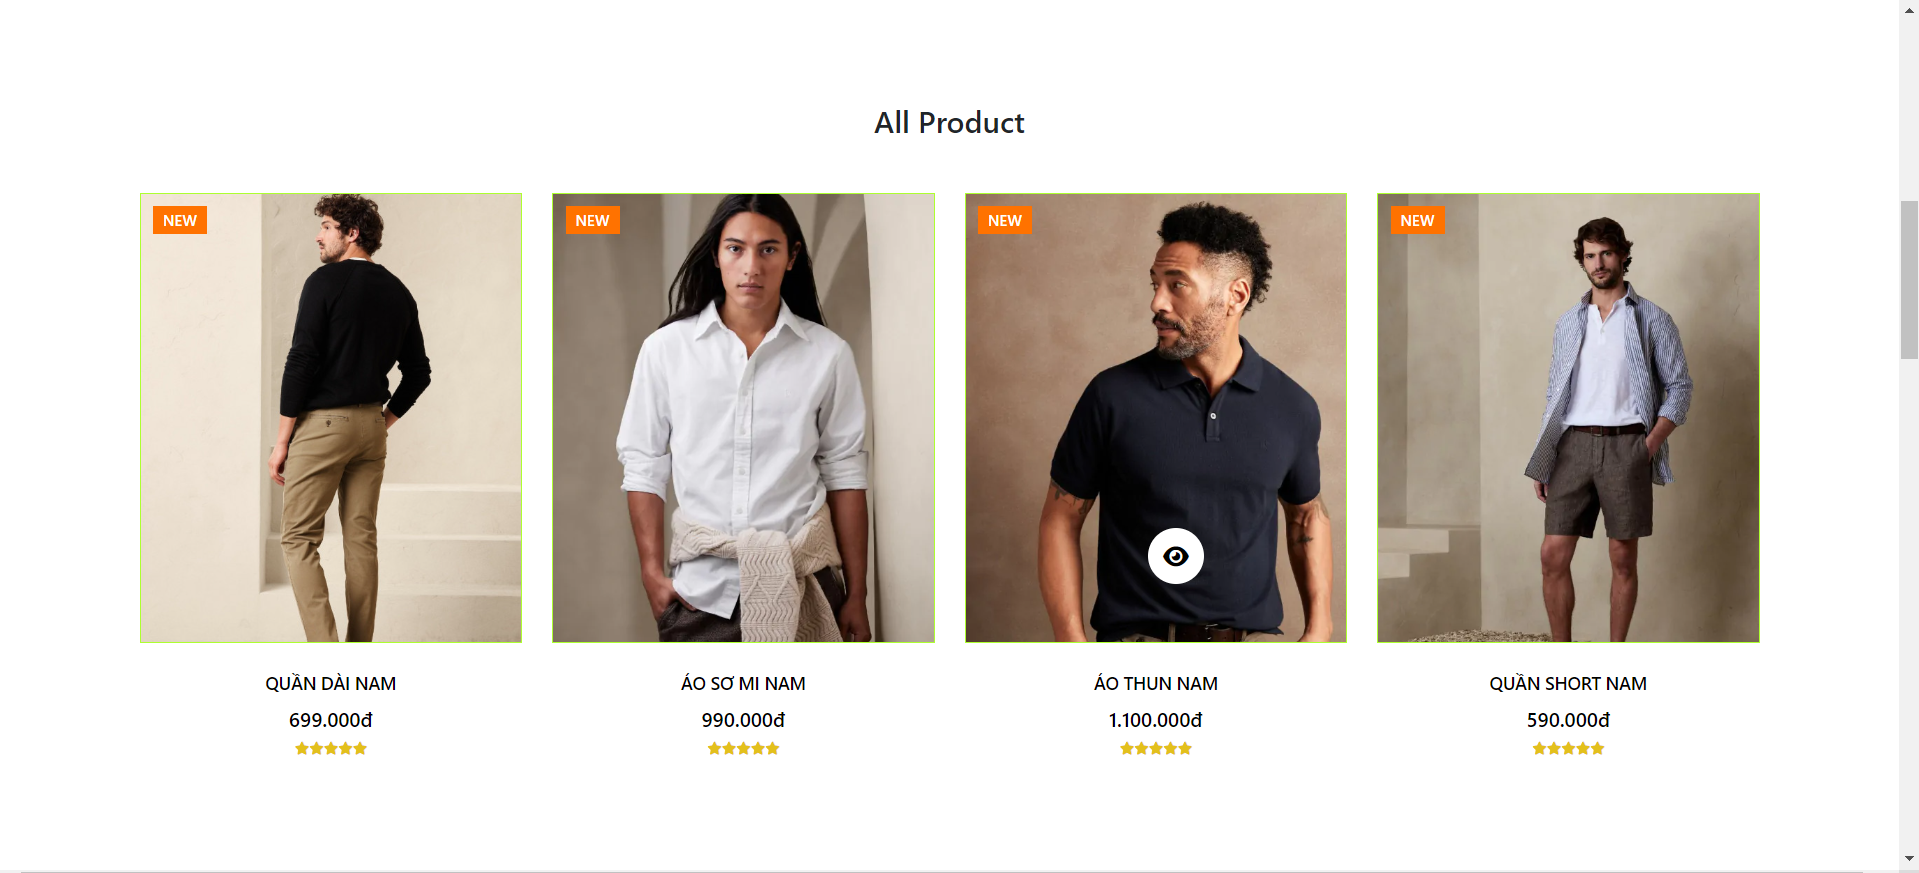 All Product
NEW
NEW
NEW
NEW
QUẦN DÀI NAM
ÁO SƠ MI NAM
ÁO THUN NAM
QUẦN SHORT NAM
699.000đ
990.000đ
1.100.000đ
590.000đ